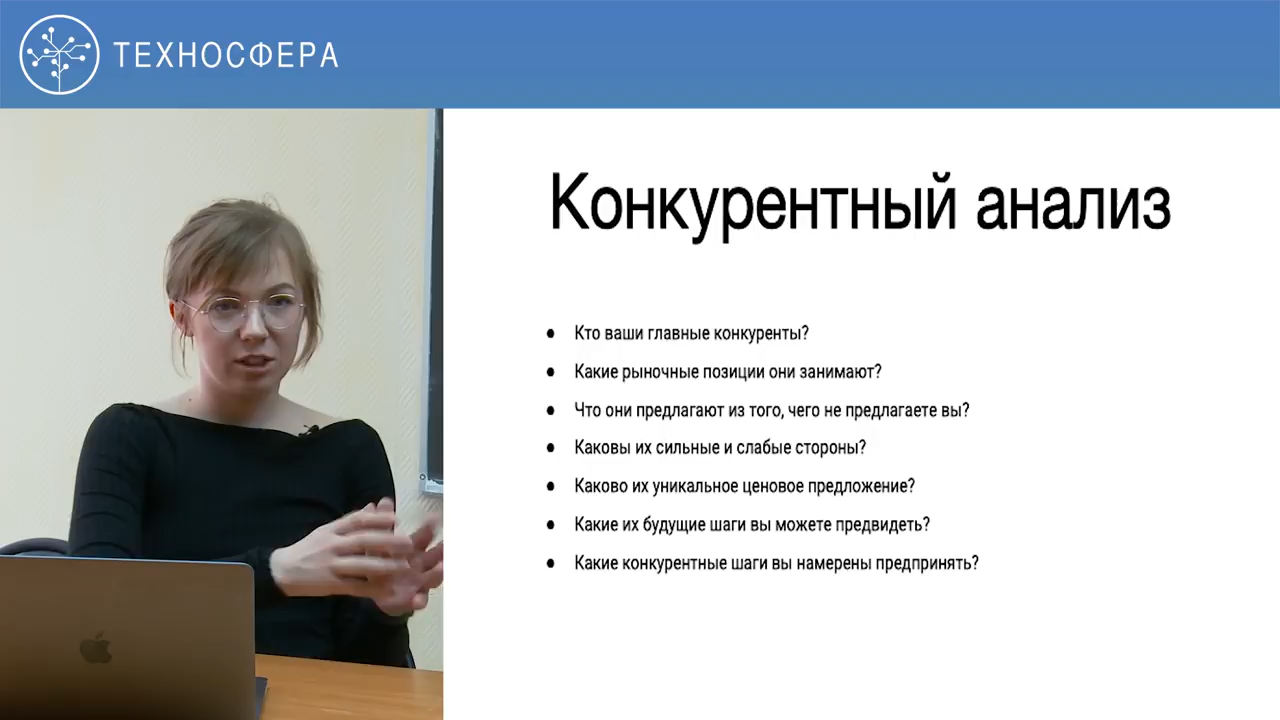 ТЕХНОСФЕРА
Конкурентный анализ
● Кто ваши главные конкуренты?
● Какие рыночные позиции они занимают?
● Что они предлагают из того, чего не предлагаете вы?
● Каковы их сильные и слабые стороны?
● Каково их уникальное ценовое предложение?
● Какие их будущие шаги вы можете предвидеть?
● Какие конкурентные шаги вы намерены предпринять?